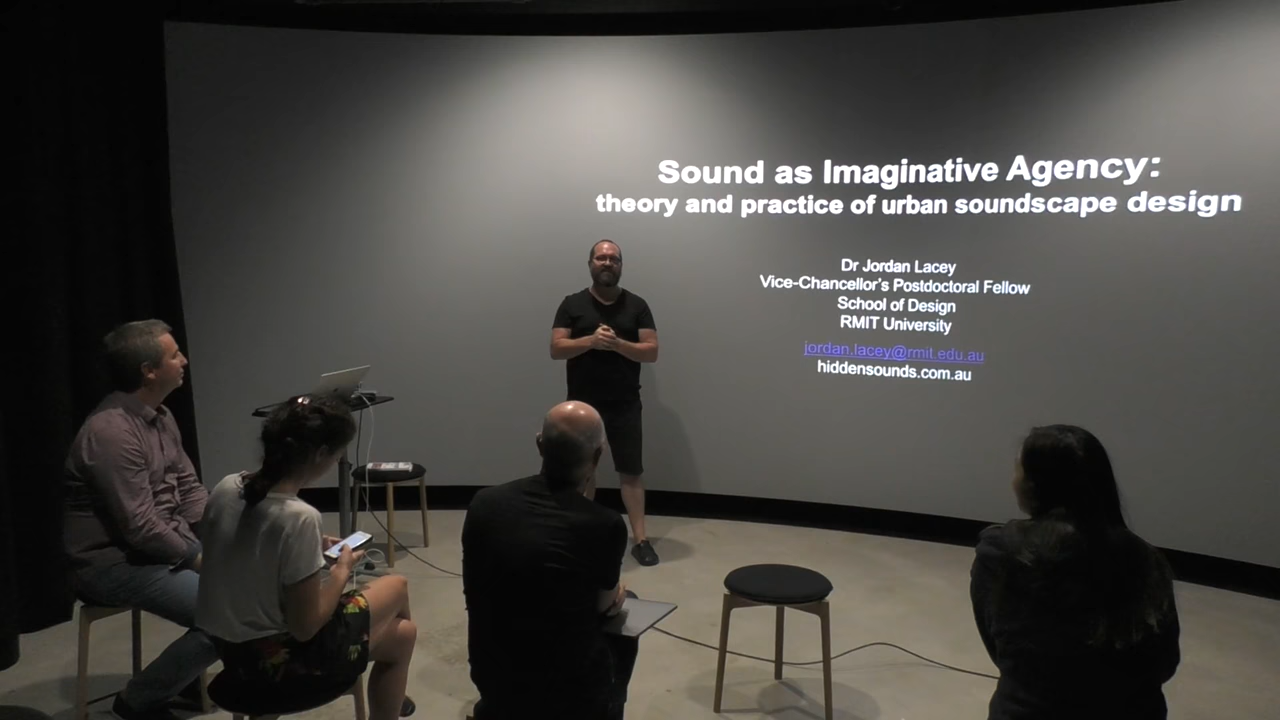 Sound as Imaginative Agency:
theory and practice of urban soundscape design
Dr Jordan Lacey
Vice-Chancellor's Postdoctoral Fellow
School of Design
RMIT University
jordan.lacey@rmit.edu.au
hiddensounds.com.au